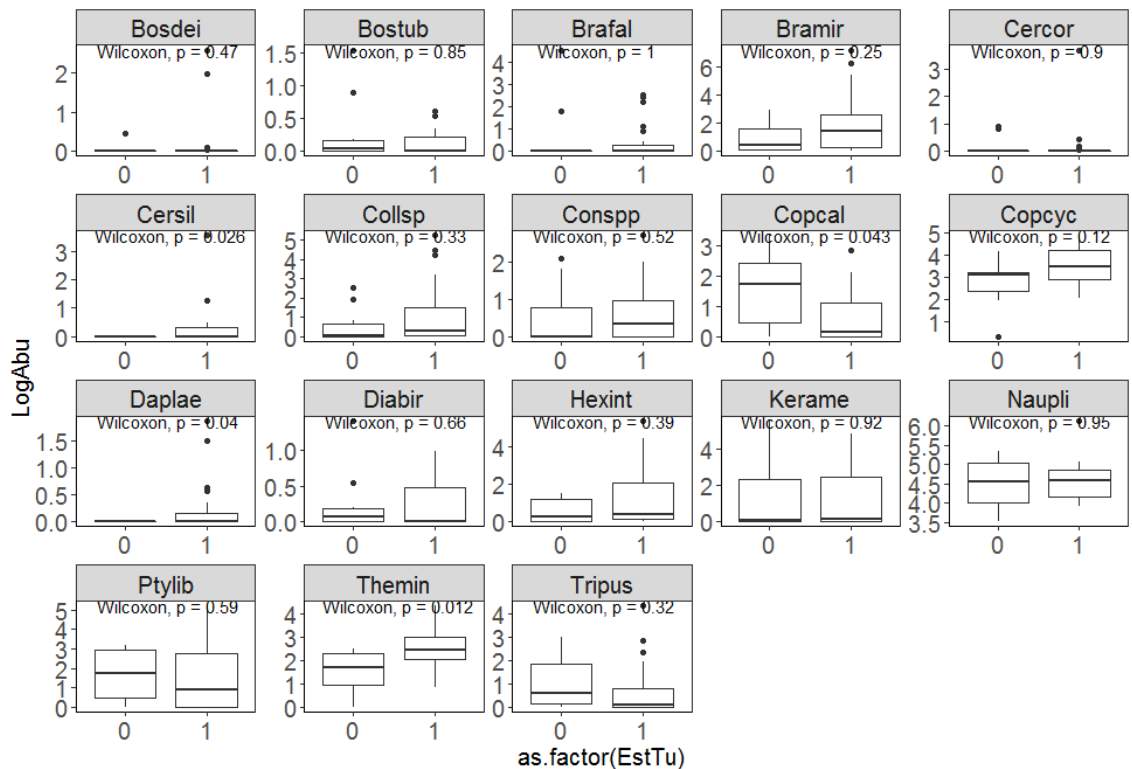 Bosdei Bostub Brafal Bramir Cercor
Wilcoxon, p = 0.47 Wilcoxon, p = 0.85 Wilcoxon, p = 1 Wilcoxon, p = 0.25 Wilcoxon, p = 0.9
2 1.5 4 6 3
1 1.0 3 4 2
0 0.5 2 2 1
0.0 1 0 0
0
0 1 0 1 0 1 0 1 0 1
Cersil Collsp Conspp Copcal Copcyc
Wilcoxon, p = 0.026 Wilcoxon, p = 0.33 Wilcoxon, p = 0.52 Wilcoxon, p = 0.043 Wilcoxon, p = 0.12
3 5 2 3 5
2 4 1 2 4
1 3 0 1 3
0 2 0 2
1 1
0
0 1 0 1 0 1 0 1 0 1
LogAbu
Daplae Diabir Hexint Kerame Naupli
Wilcoxon, p = 0.04 Wilcoxon, p = 0.66 Wilcoxon, p = 0.39 Wilcoxon, p = 0.92 Wilcoxon, p = 0.95
1.5 1.0 4 4 6.0
1.0 0.5 2 2 5.5
0.5 0.0 0 0 5.0
0.0 4.5
4.0
3.5
0 1 0 1 0 1 0 1 0 1
Ptylib Themin Tripus
Wilcoxon, p = 0.59 Wilcoxon, p = 0.012 Wilcoxon, p = 0.32
5 4 4
4 3 3
3 2 2
2 1 1
1 0 0
0
0 1 0 1 0 1
as.factor(EstTu)